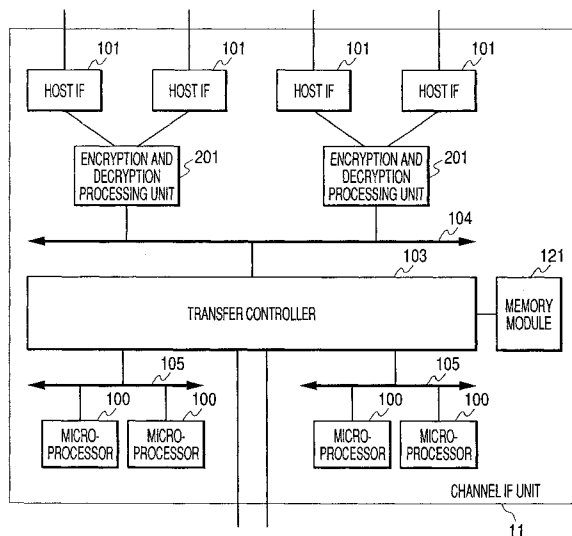 101 101 101 101
HOST IF HOST IF HOST IF HOST IF
ENCRYPTION AND
DECRYPTION
PROCESSING UNIT
201
ENCRYPTION AND
DECRYPTION
PROCESSING UNIT
201
104
103
121
TRANSFER CONTROLLER
MEMORY
MODULE
105 105
100 100 100 100
MICRO-
PROCESSOR
MICRO-
PROCESSOR
MICRO-
PROCESSOR
MICRO-
PROCESSOR
CHANNEL IF UNIT
11